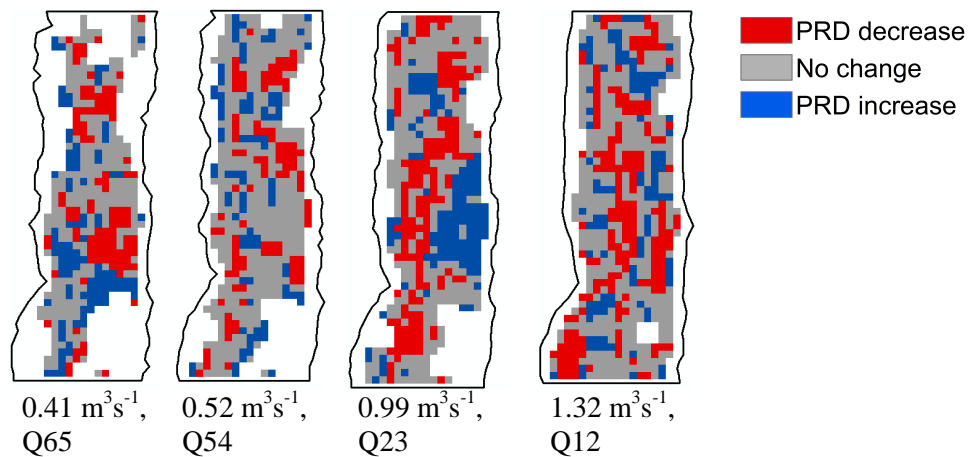 PRD decrease
No change
PRD increase
0.41 m³s⁻¹,
Q65
0.52 m³s⁻¹,
Q54
0.99 m³s⁻¹,
Q23
1.32 m³s⁻¹,
Q12